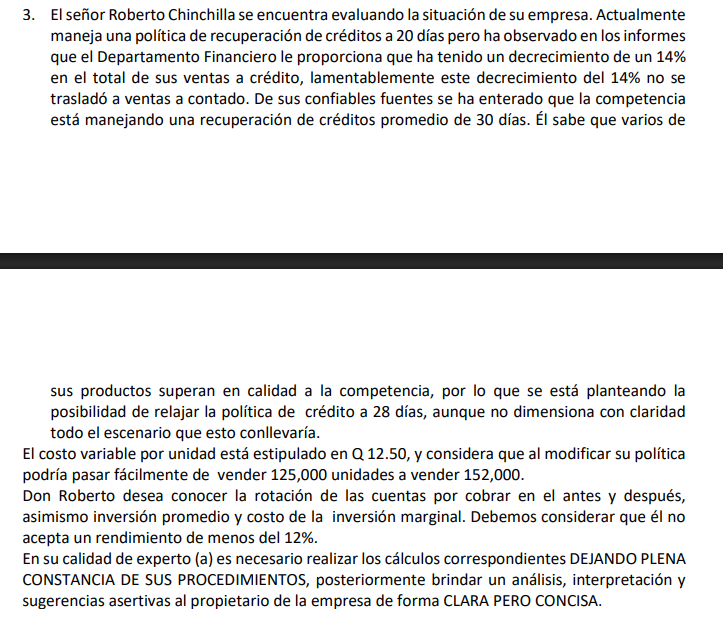 3. El señor Roberto Chinchilla se encuentra evaluando la situación de su empresa. Actualmente
maneja una política de recuperación de créditos a 20 días pero ha observado en los informes
que el Departamento Financiero le proporciona que ha tenido un decrecimiento de un 14%
en el total de sus ventas a crédito, lamentablemente este decrecimiento del 14% no se
trasladó a ventas a contado. De sus confiables fuentes se ha enterado que la competencia
está manejando una recuperación de créditos promedio de 30 días. Él sabe que varios de
sus productos superan en calidad a la competencia, por lo que se está planteando la
posibilidad de relajar la política de crédito a 28 días, aunque no dimensiona con claridad
todo el escenario que esto conllevaría.
El costo variable por unidad está estipulado en Q 12.50, y considera que al modificar su política
podría pasar fácilmente de vender 125,000 unidades a vender 152,000.
Don Roberto desea conocer la rotación de las cuentas por cobrar en el antes y después,
asimismo inversión promedio y costo de la inversión marginal. Debemos considerar que él no
acepta un rendimiento de menos del 12%.
En su calidad de experto (a) es necesario realizar los cálculos correspondientes DEJANDO PLENA
CONSTANCIA DE SUS PROCEDIMIENTOS, posteriormente brindar un análisis, interpretación y
sugerencias asertivas al propietario de la empresa de forma CLARA PERO CONCISA.